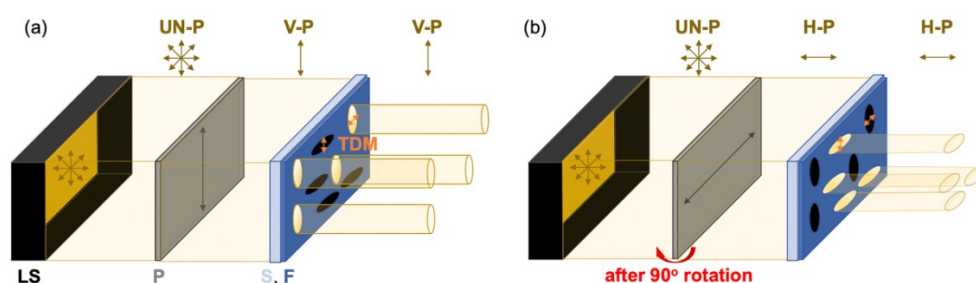 (a)
UN-P
V-P
V-P
TDM
LS
P
S, F
(b)
UN-P
H-P
H-P
after 90° rotation